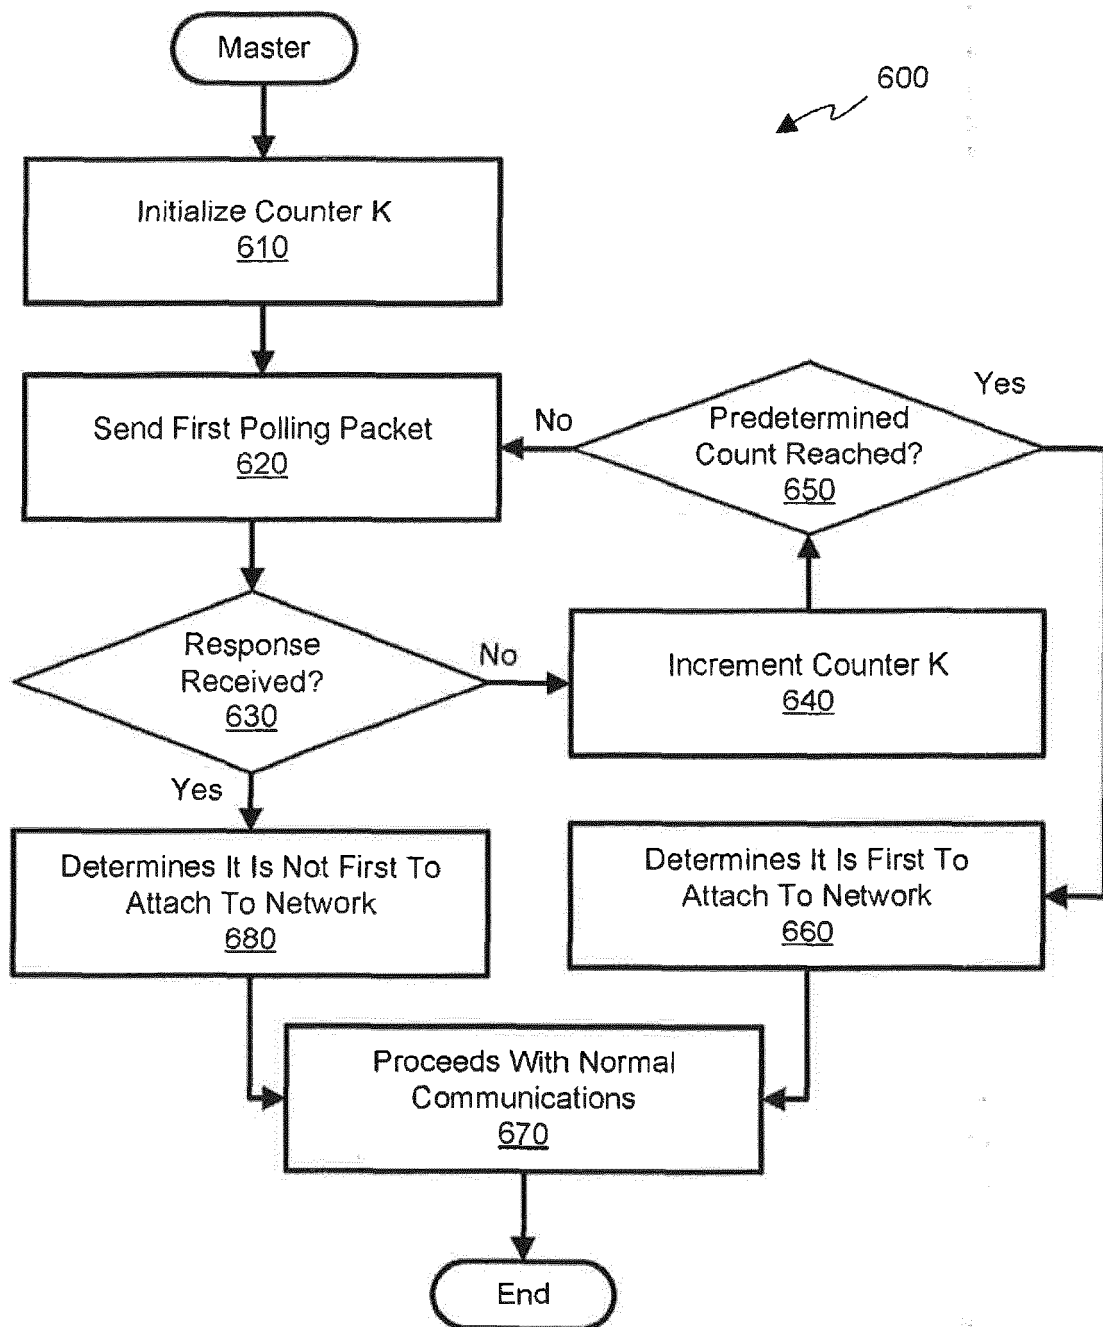 Master
600
Initialize Counter K
610
Send First Polling Packet
620
No
Predetermined
Count Reached?
650
Yes
Response
Received?
630
No
Increment Counter K
640
Yes
Determines It Is Not First To
Attach To Network
680
Determines It Is First To
Attach To Network
660
Proceeds With Normal
Communications
670
End